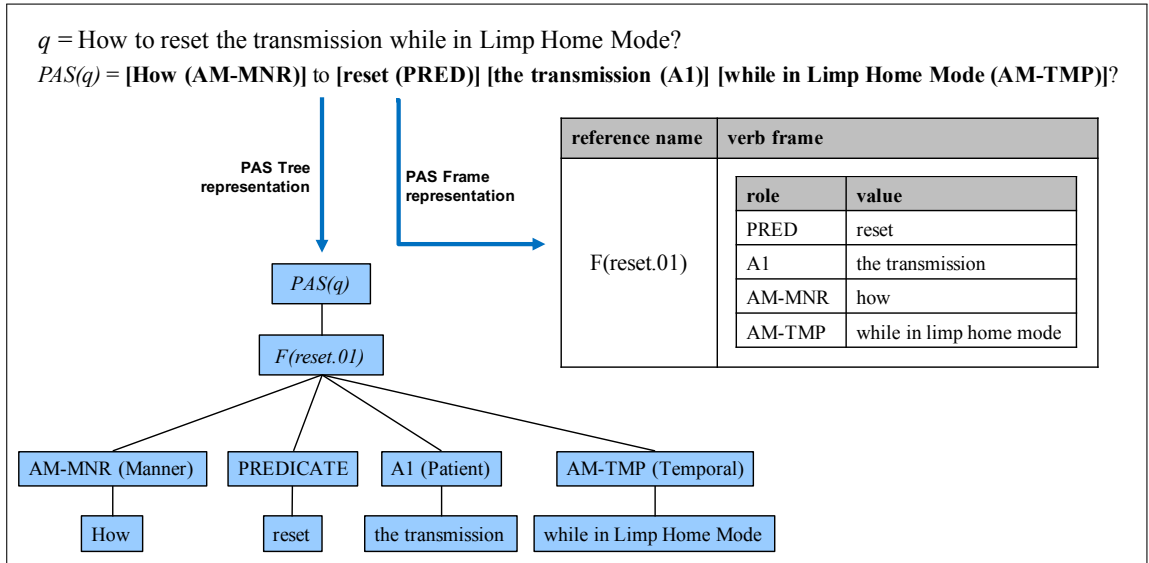 q = How to reset the transmission while in Limp Home Mode?
PAS(q) = [How (AM-MNR)] to [reset (PRED)] [the transmission (A1)] [while in Limp Home Mode (AM-TMP)]?
PAS Tree
representation
PAS Frame
representation
reference name verb frame
role value
PRED reset
F(reset.01)
A1 the transmission
AM-MNR how
AM-TMP while in limp home mode
PAS(q)
F(reset.01)
AM-MNR (Manner) PREDICATE A1 (Patient) AM-TMP (Temporal)
How reset the transmission while in Limp Home Mode